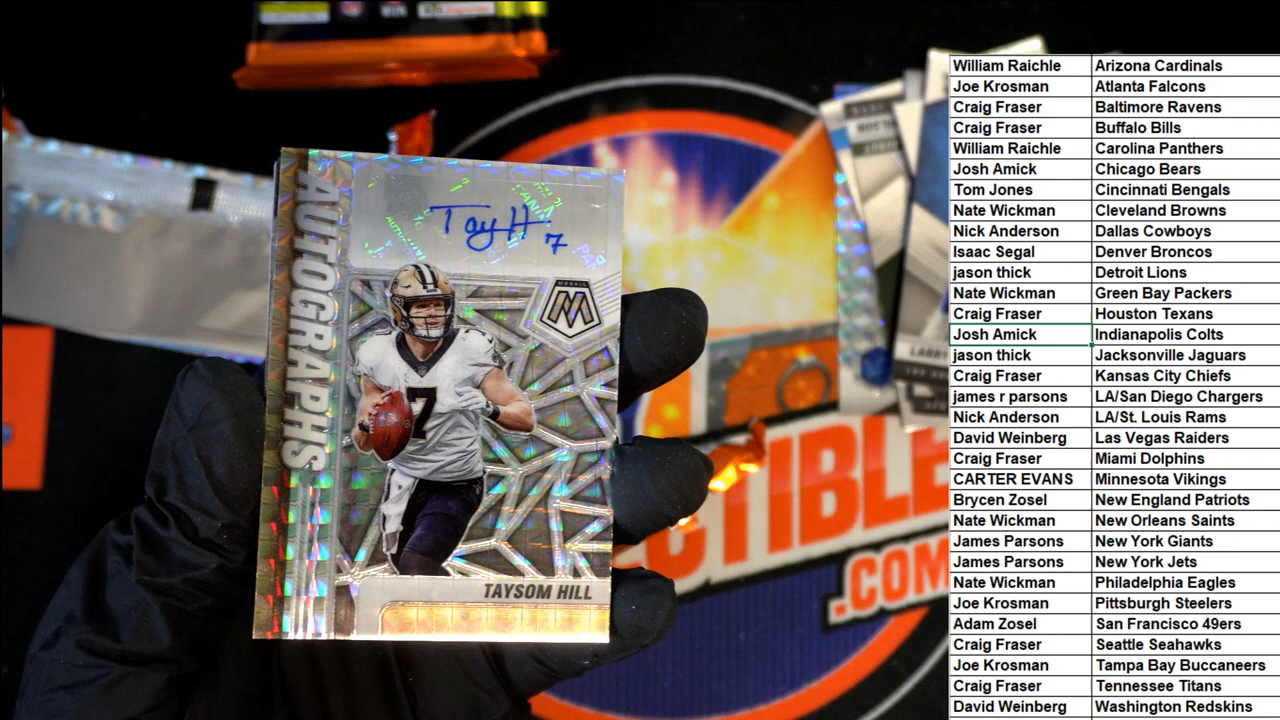 AUTOGRAPHS
Tay H 7
MOSAIC
M
7
TAYSOM HILL
CTIBLE
.COM
LARRY
William Raichle Arizona Cardinals
Joe Krosman Atlanta Falcons
Craig Fraser Baltimore Ravens
Craig Fraser Buffalo Bills
William Raichle Carolina Panthers
Josh Amick Chicago Bears
Tom Jones Cincinnati Bengals
Nate Wickman Cleveland Browns
Nick Anderson Dallas Cowboys
Isaac Segal Denver Broncos
jason thick Detroit Lions
Nate Wickman Green Bay Packers
Craig Fraser Houston Texans
Josh Amick Indianapolis Colts
jason thick Jacksonville Jaguars
Craig Fraser Kansas City Chiefs
james r parsons LA/San Diego Chargers
Nick Anderson LA/St. Louis Rams
David Weinberg Las Vegas Raiders
Craig Fraser Miami Dolphins
CARTER EVANS Minnesota Vikings
Brycen Zosel New England Patriots
Nate Wickman New Orleans Saints
James Parsons New York Giants
James Parsons New York Jets
Nate Wickman Philadelphia Eagles
Joe Krosman Pittsburgh Steelers
Adam Zosel San Francisco 49ers
Craig Fraser Seattle Seahawks
Joe Krosman Tampa Bay Buccaneers
Craig Fraser Tennessee Titans
David Weinberg Washington Redskins